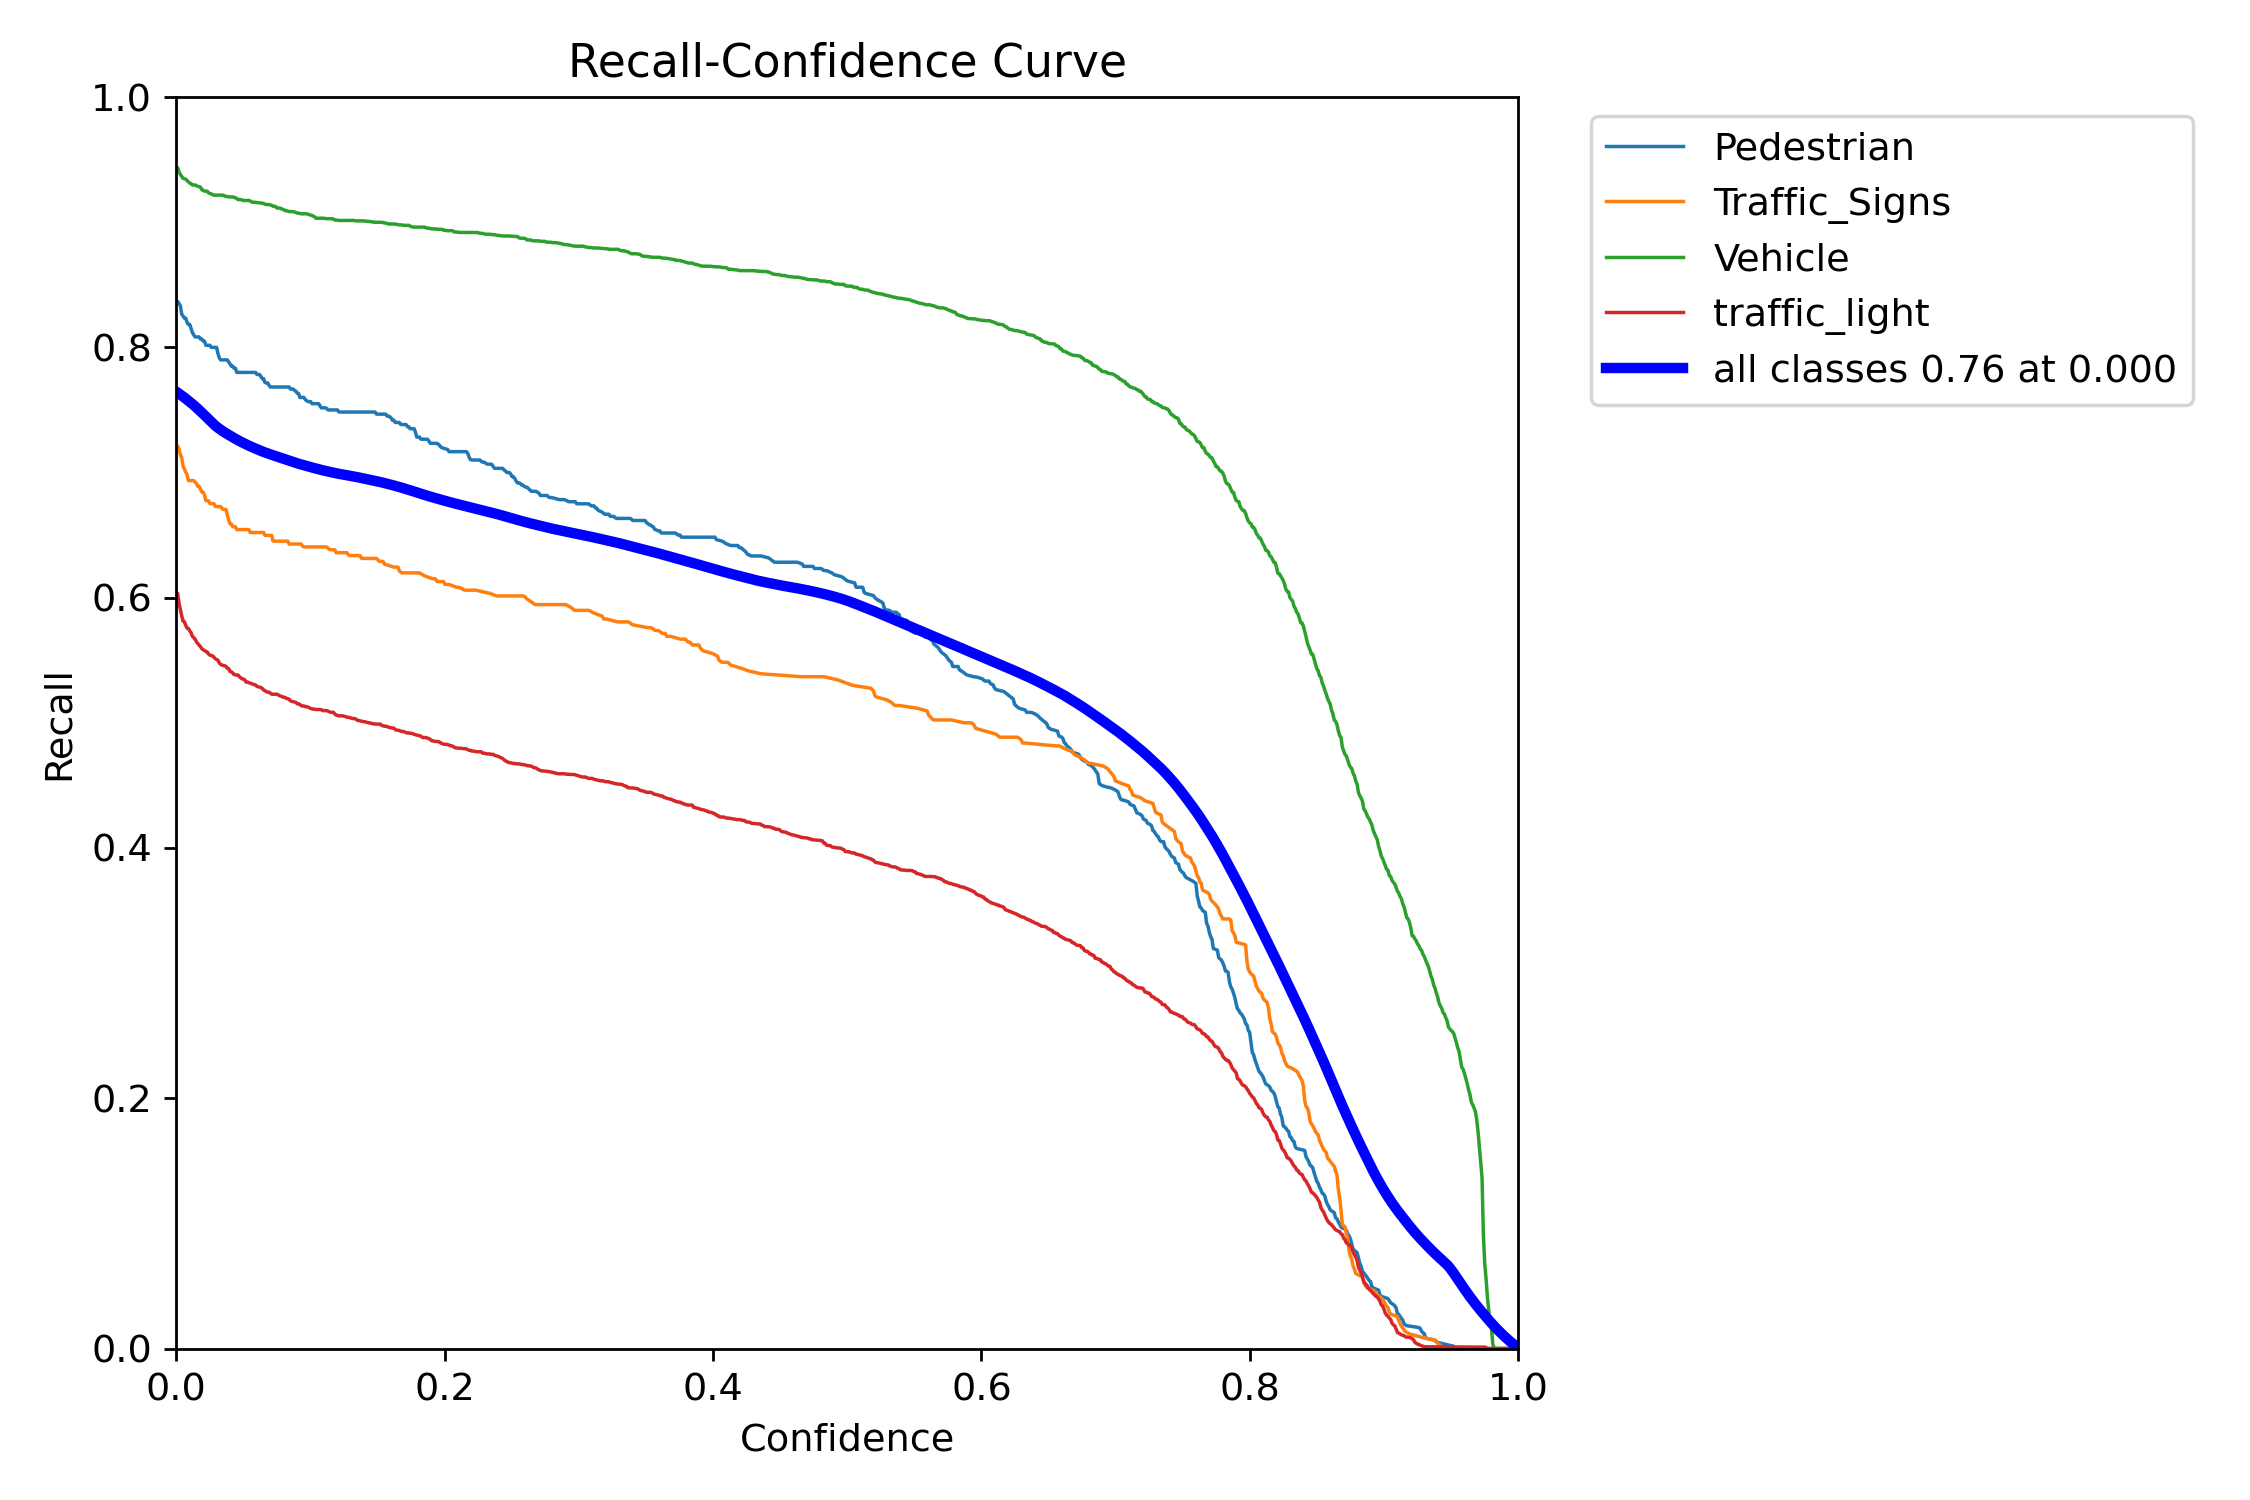 Recall-Confidence Curve
1.0
0.8
0.6
0.4
0.2
0.0
Recall
0.0 0.2 0.4 0.6 0.8 1.0
Confidence
Pedestrian
Traffic_Signs
Vehicle
traffic_light
all classes 0.76 at 0.000